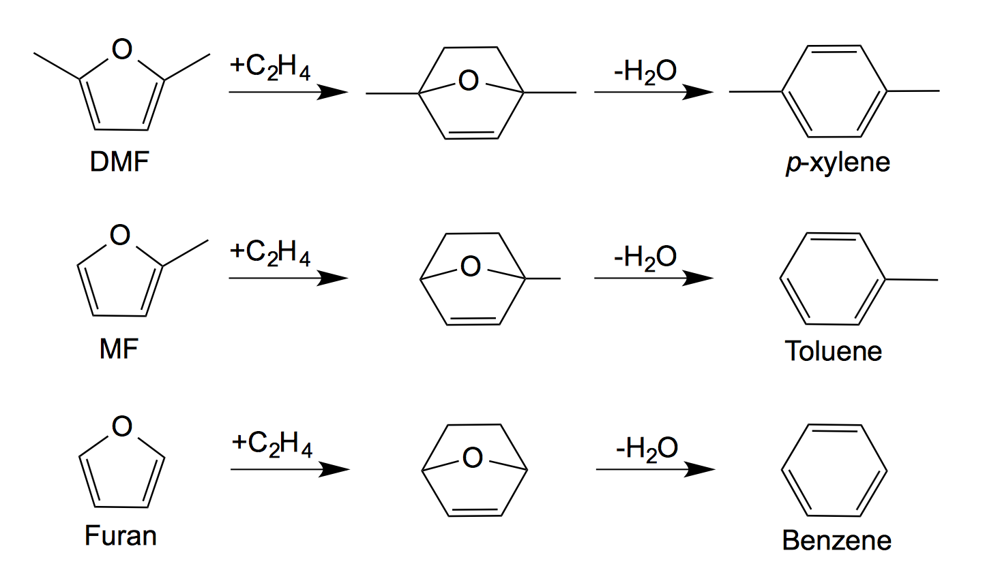 O +C₂H₄ O -H₂O
DMF p-xylene
O +C₂H₄ O -H₂O
MF Toluene
O +C₂H₄ O -H₂O
Furan Benzene